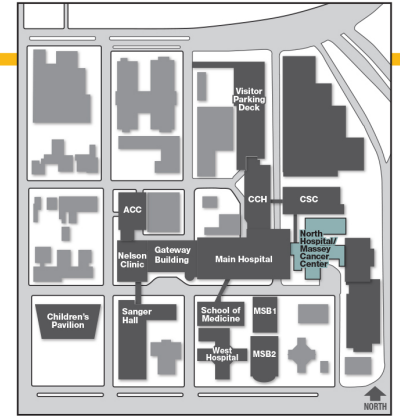 Visitor
Parking
Deck
CCH
CSC
ACC
North
Hospital/
Massey
Cancer
Center
Nelson
Clinic
Gateway
Building
Main Hospital
Children's
Pavilion
Sanger
Hall
School of
Medicine
MSB1
West
Hospital
MSB2
NORTH